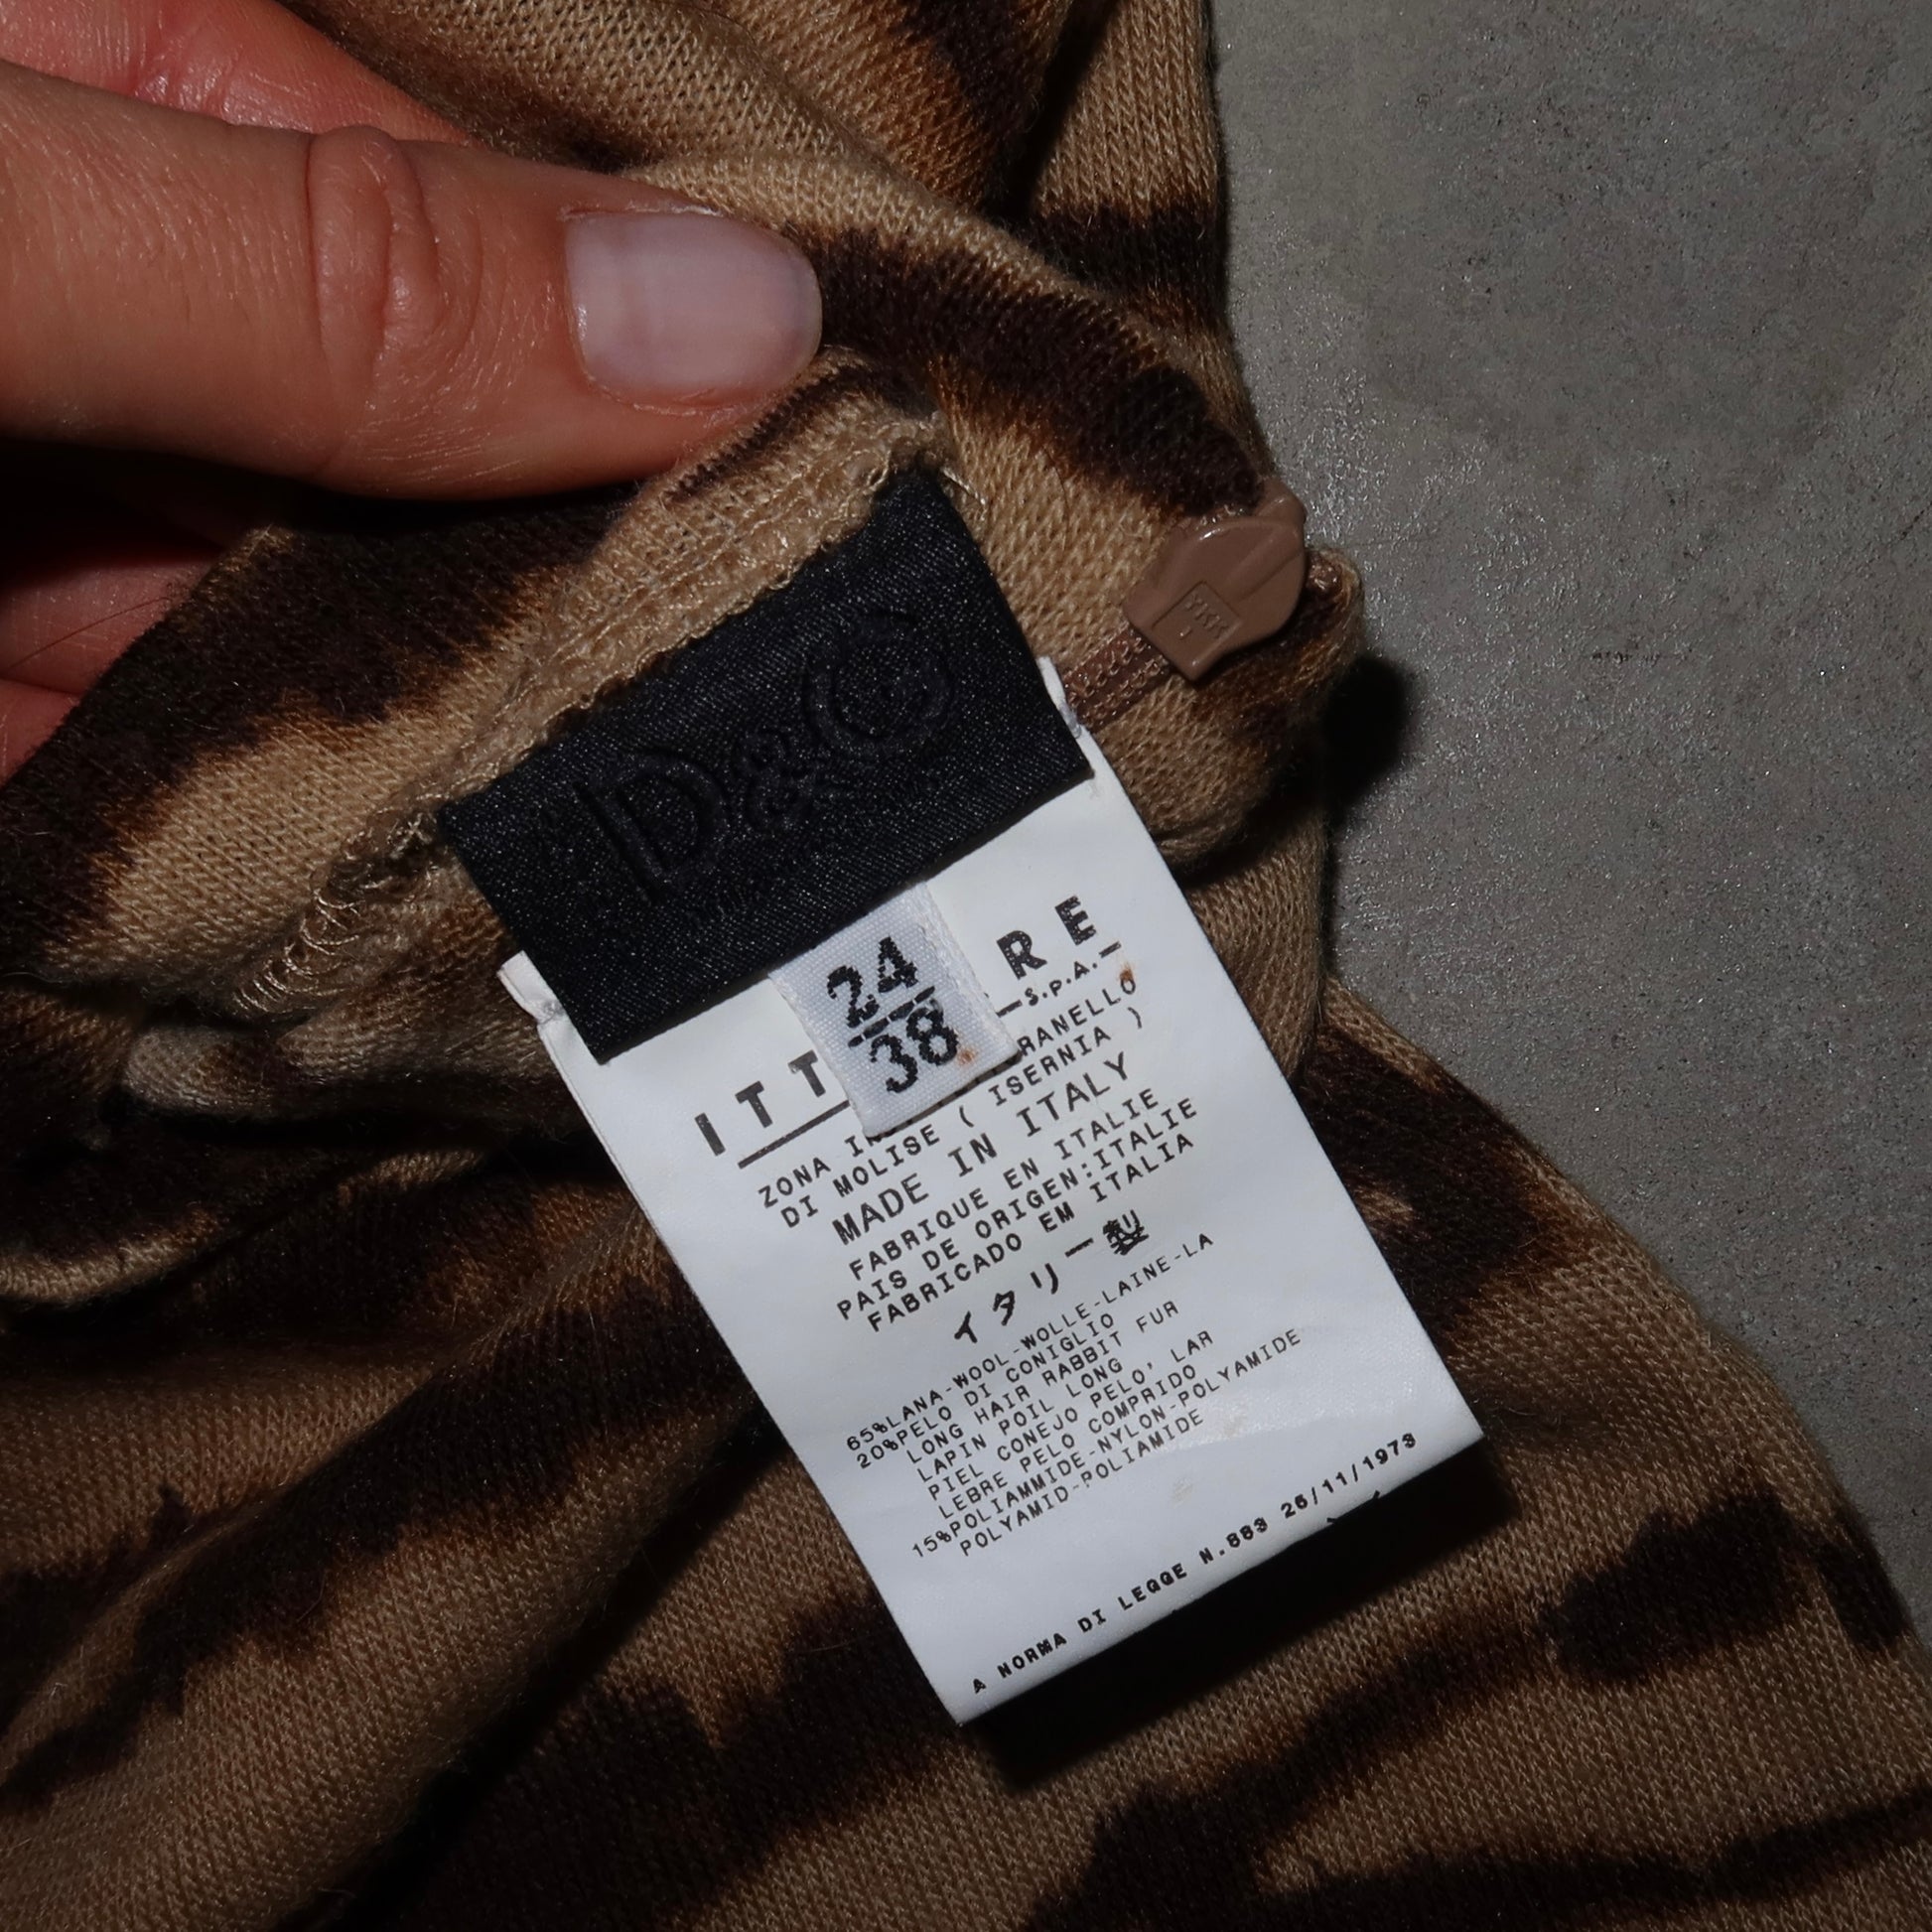 YKK
D&G
24
38
ITT RE
S.P.A.
ZONA IN RANELLO
DI MOLISE ( ISERNIA )
MADE IN ITALY
FABRIQUE EN ITALIE
PAIS DE ORIGEN:ITALIE
FABRICADO EM ITALIA
イタリー製
65%LANA-WOOL-WOLLE-LAINE-LA
20%PELO DI CONIGLIO
LONG HAIR RABBIT FUR
LAPIN POIL LONG
PIEL CONEJO PELO' LAR
LEBRE PELO COMPRIDO
15%POLIAMMIDE-NYLON-POLYAMIDE
POLYAMID-POLIAMIDE
A NORMA DI LEGGE N.883 26/11/1973